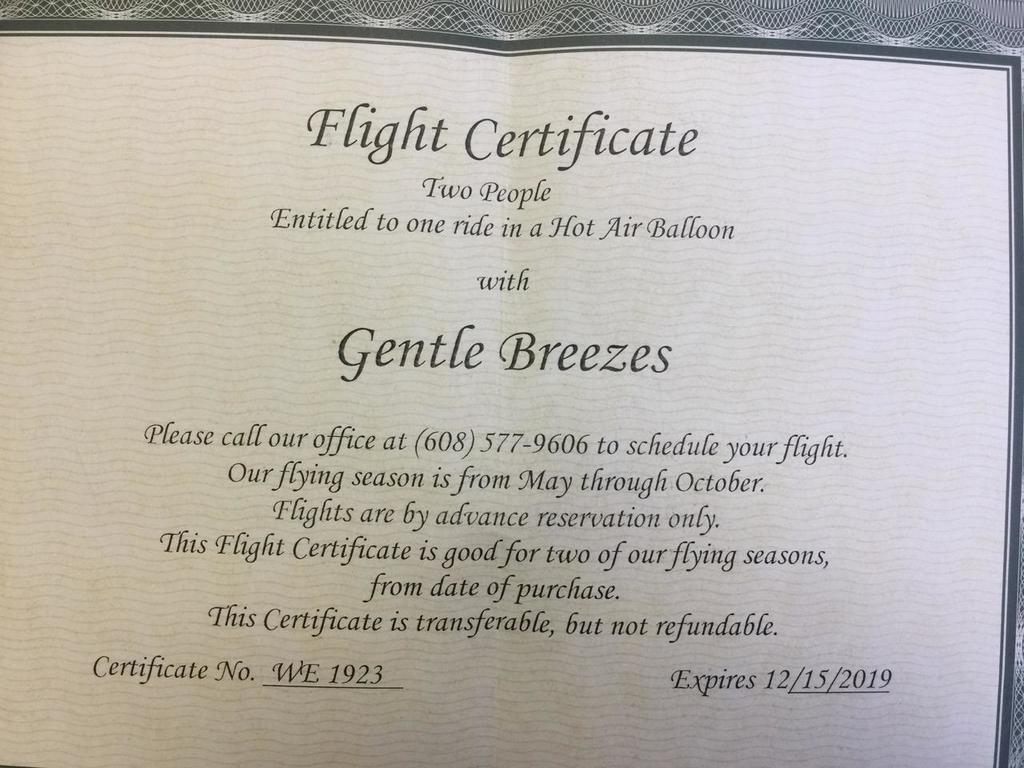 Flight Certificate
Two People
Entitled to one ride in a Hot Air Balloon
with
Gentle Breezes
Please call our office at (608) 577-9606 to schedule your flight.
Our flying season is from May through October.
Flights are by advance reservation only.
This Flight Certificate is good for two of our flying seasons,
from date of purchase.
This Certificate is transferable, but not refundable.
Certificate No. WE 1923 Expires 12/15/2019